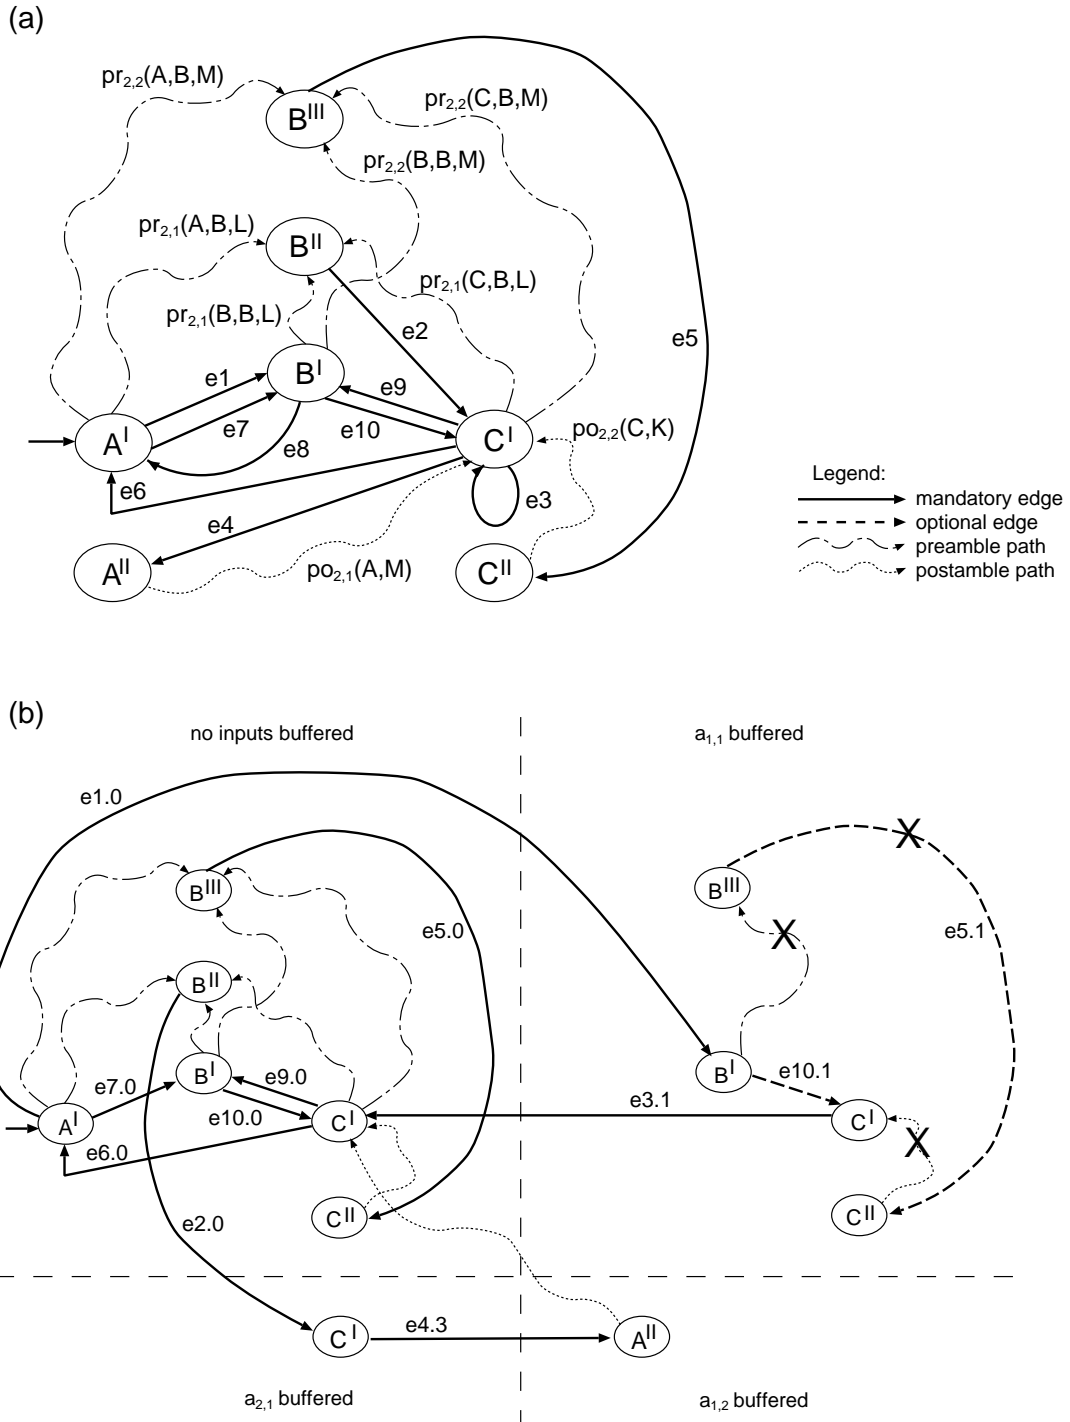 (a)
pr2,2(A,B,M)
BIII
pr2,2(C,B,M)
pr2,2(B,B,M)
pr2,1(A,B,L)
BII
pr2,1(C,B,L)
pr2,1(B,B,L)
e2
e5
BI
e1
e9
e7
e10
e8
AI
CI
po2,2(C,K)
e6
e3
e4
AII
po2,1(A,M)
CII
Legend:
mandatory edge
optional edge
preamble path
postamble path
(b)
no inputs buffered
a1,1 buffered
e1.0
X
BIII
BIII
e5.0
e5.1
X
BII
BI
e9.0
BI
e10.1
e7.0
e10.0
e3.1
AI
CI
CI
e6.0
X
CII
CII
e2.0
CI
e4.3
AII
a2,1 buffered
a1,2 buffered